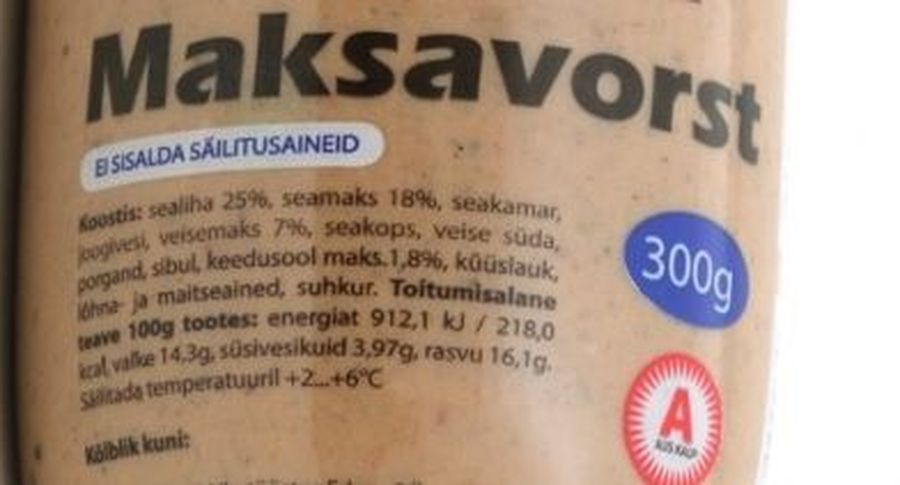 Maksavorst
EI SISALDA SÄILITUSAINEID
Koostis: sealiha 25%, seamaks 18%, seakamar,
joogivesi, veisemaks 7%, seakops, veise süda,
porgand, sibul, keedusool maks.1,8%, küüslauk,
lõhna- ja maitseained, suhkur. Toitumisalane
teave 100g tootes: energiat 912,1 kJ / 218,0
kcal, valke 14,3g, süsivesikuid 3,97g, rasvu 16,1g.
Säilitada temperatuuril +2...+6°C
Kõlblik kuni:
300g
A
AUS KAUP